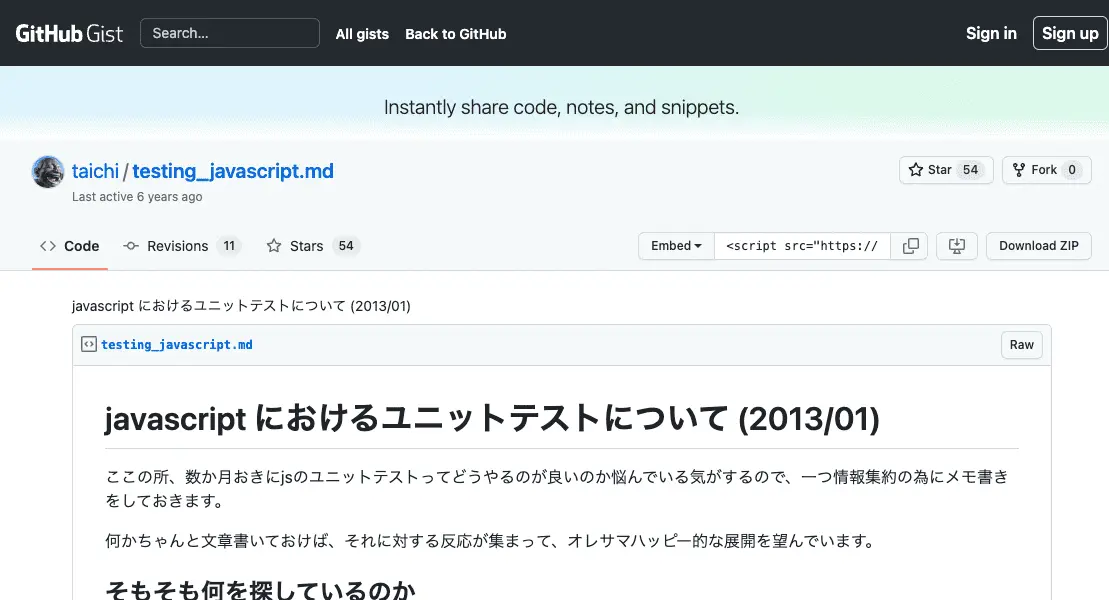 GitHub Gist Search... All gists Back to GitHub Sign in Sign up
Instantly share code, notes, and snippets.
taichi / testing_javascript.md Star 54 Fork 0
Last active 6 years ago
Code Revisions 11 Stars 54 Embed <script src="https:// Download ZIP
javascript におけるユニットテストについて (2013/01)
testing_javascript.md Raw
javascript におけるユニットテストについて (2013/01)
ここの所、数か月おきにjsのユニットテストってどうやるのが良いのか悩んでいる気がするので、一つ情報集約の為にメモ書き
をしておきます。
何かちゃんと文章書いておけば、それに対する反応が集まって、オレサマハッピー的な展開を望んでいます。
そもそも何を探しているのか